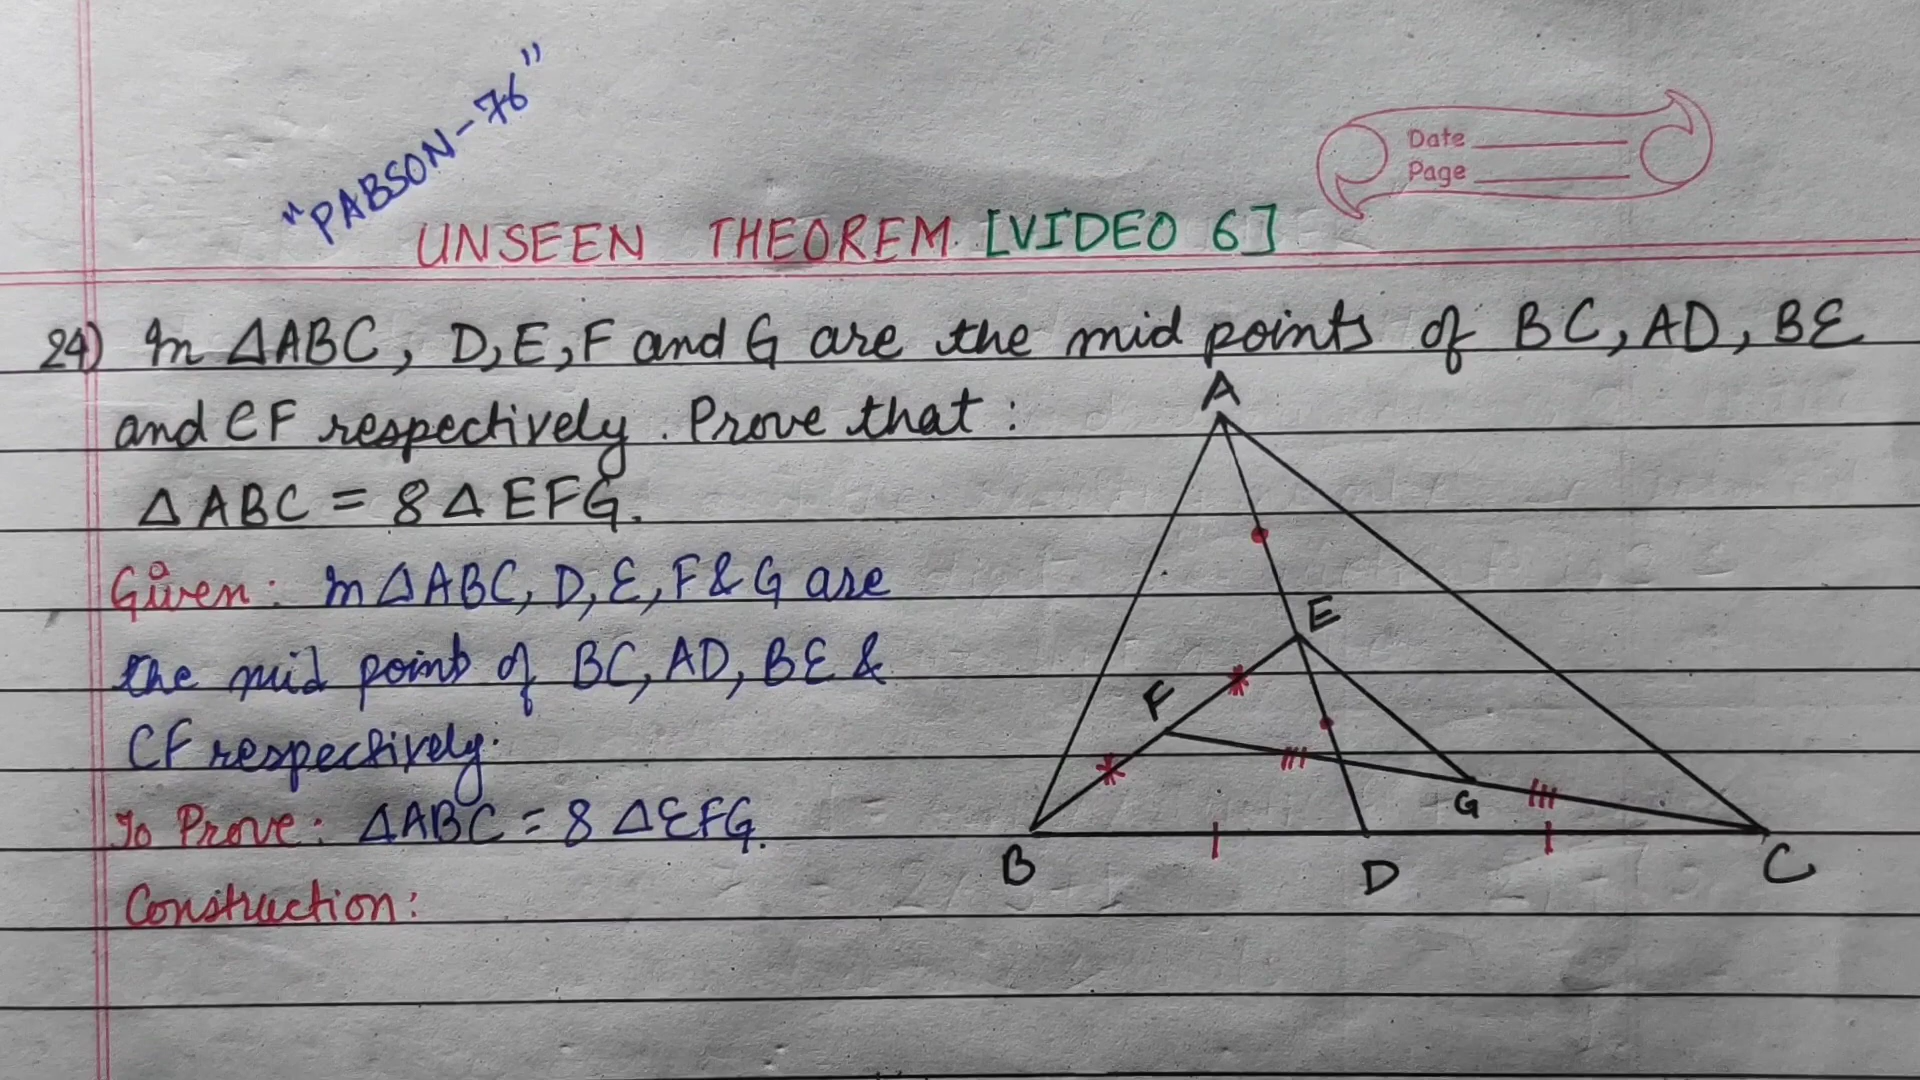 "PABSON-76"
Date
Page
UNSEEN THEOREM. [VIDEO 6]
24) In ΔABC, D,E,F and G are the mid points of BC, AD, BE
and CF respectively. Prove that :
ΔABC = 8ΔEFG.
Given: In ΔABC, D,E,F & G are
the mid point of BC, AD, BE &
CF respectively.
To Prove: ΔABC = 8 ΔEFG.
Construction:
A
E
F
G
B
D
C